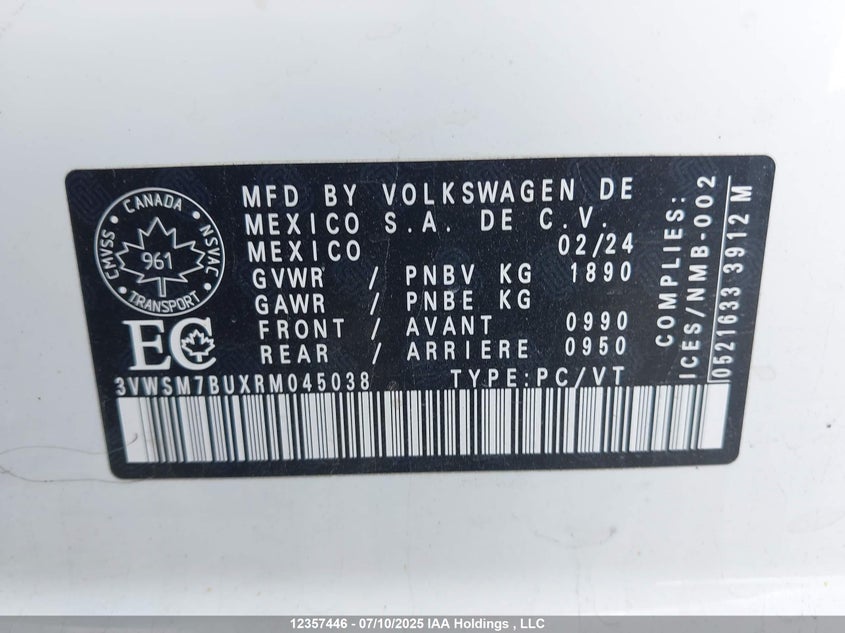 CMVSS CANADA NSVAC
961
TRANSPORT
EC
MFD BY VOLKSWAGEN DE
MEXICO S.A. DE C.V.
MEXICO 02/24
GVWR / PNBV KG 1890
GAWR / PNBE KG
FRONT / AVANT 0990
REAR / ARRIERE 0950
3VWSM7BUXRM045038 TYPE:PC/VT
COMPLIES:
ICES/NMB-002
0521633 3912 M
12357446 - 07/10/2025 IAA Holdings , LLC